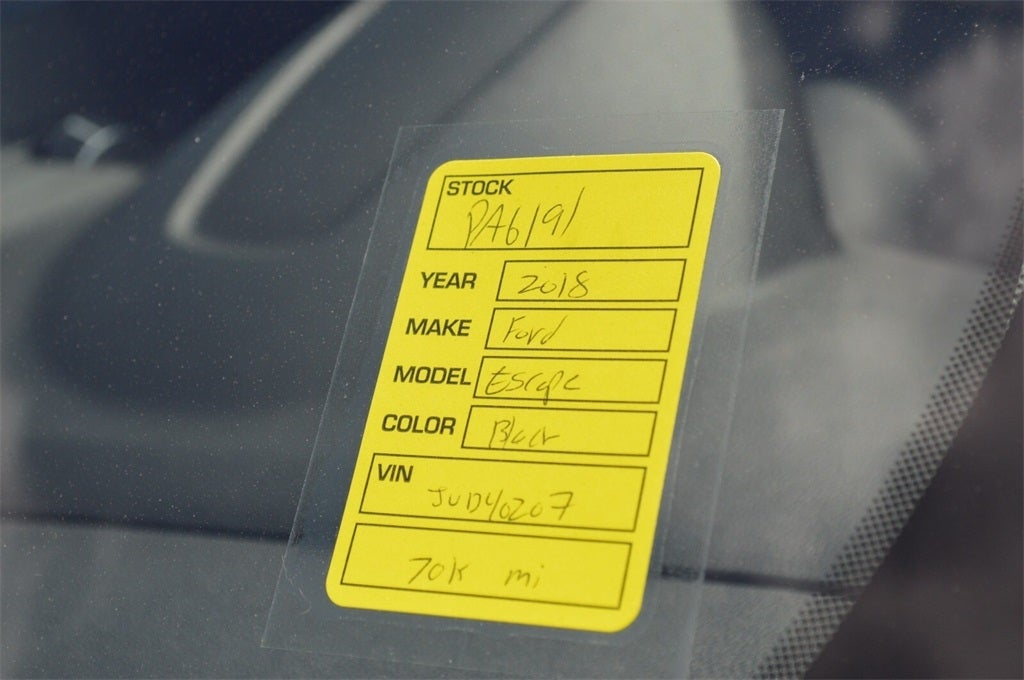 STOCK
PA6191
YEAR 2018
MAKE Ford
MODEL Escape
COLOR Black
VIN
JUD40207
70K mi